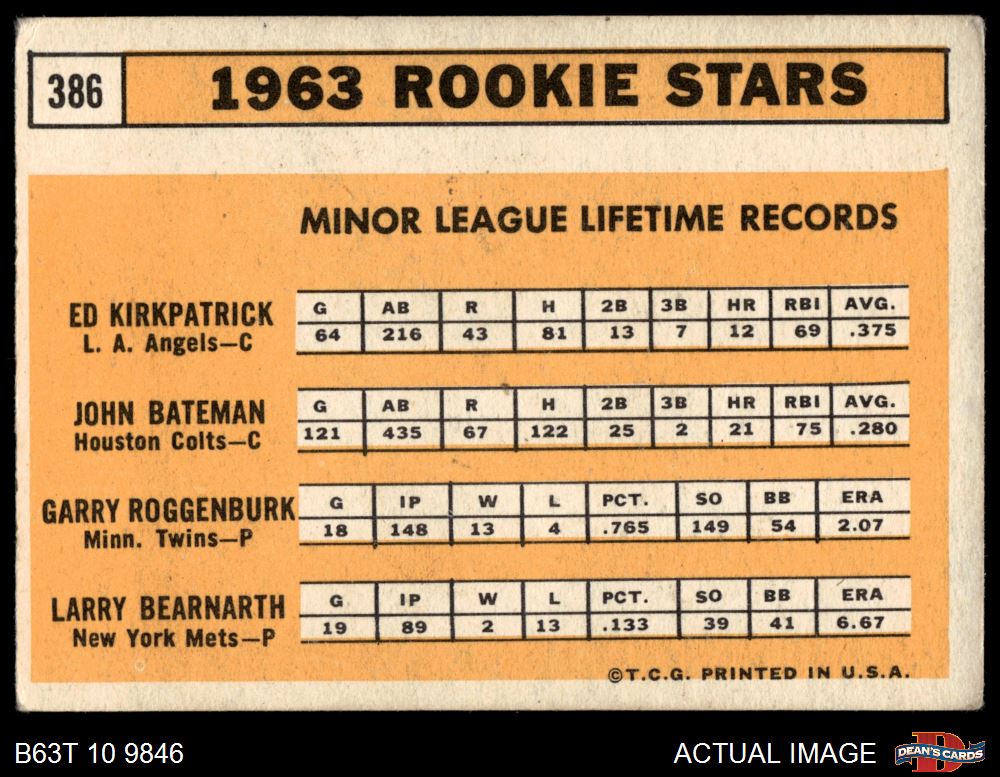 386 1963 ROOKIE STARS
MINOR LEAGUE LIFETIME RECORDS
ED KIRKPATRICK
L. A. Angels—C
G AB R H 2B 3B HR RBI AVG.
64 216 43 81 13 7 12 69 .375
JOHN BATEMAN
Houston Colts—C
G AB R H 2B 3B HR RBI AVG.
121 435 67 122 25 2 21 75 .280
GARRY ROGGENBURK
Minn. Twins—P
G IP W L PCT. SO BB ERA
18 148 13 4 .765 149 54 2.07
LARRY BEARNARTH
New York Mets—P
G IP W L PCT. SO BB ERA
19 89 2 13 .133 39 41 6.67
©T.C.G. PRINTED IN U.S.A.
B63T 10 9846 ACTUAL IMAGE D DEAN'S CARDS